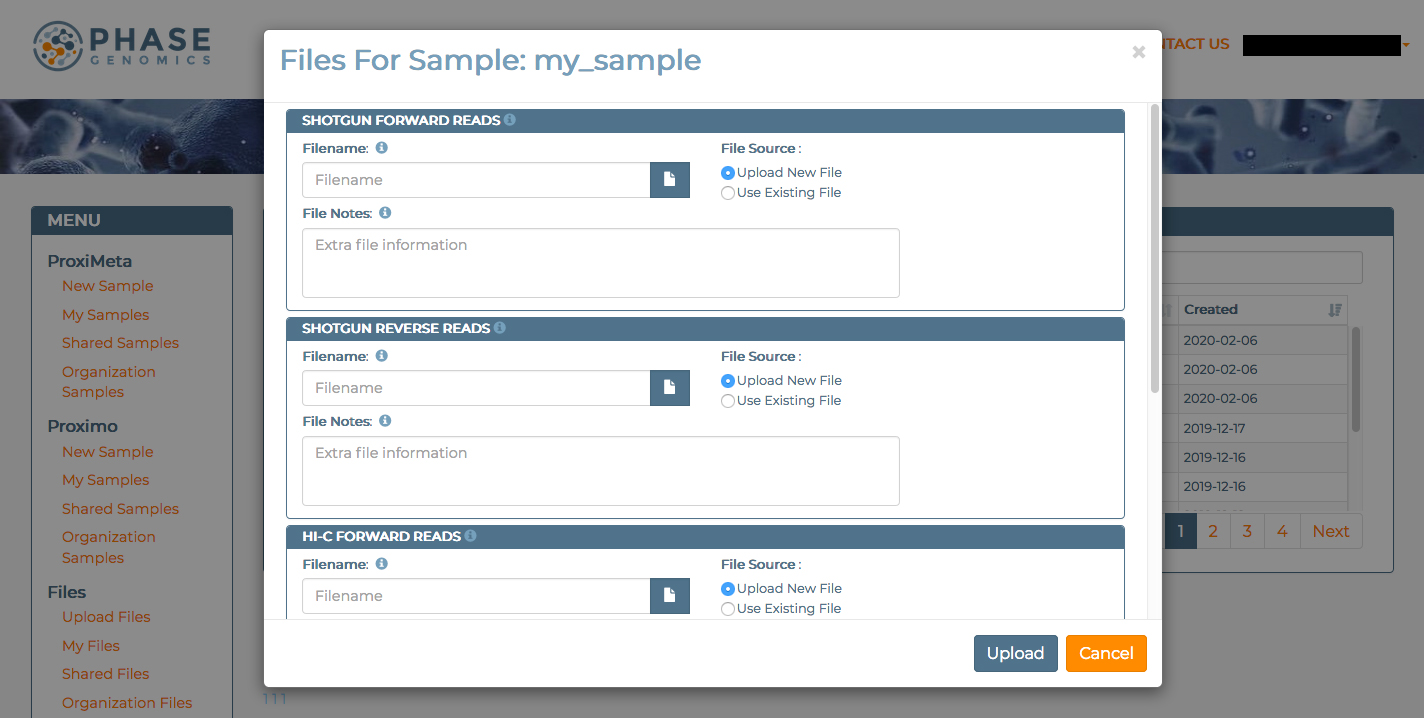 PHASE
GENOMICS
NTACT US
Files For Sample: my_sample
×
SHOTGUN FORWARD READS
Filename:
File Source :
Filename
Upload New File
Use Existing File
File Notes:
Extra file information
SHOTGUN REVERSE READS
Filename:
File Source :
Filename
Upload New File
Use Existing File
File Notes:
Extra file information
HI-C FORWARD READS
Filename:
File Source :
Filename
Upload New File
Use Existing File
Upload
Cancel
MENU
ProxiMeta
New Sample
My Samples
Shared Samples
Organization
Samples
Proximo
New Sample
My Samples
Shared Samples
Organization
Samples
Files
Upload Files
My Files
Shared Files
Organization Files
Created
2020-02-06
2020-02-06
2020-02-06
2019-12-17
2019-12-16
2019-12-16
1 2 3 4 Next